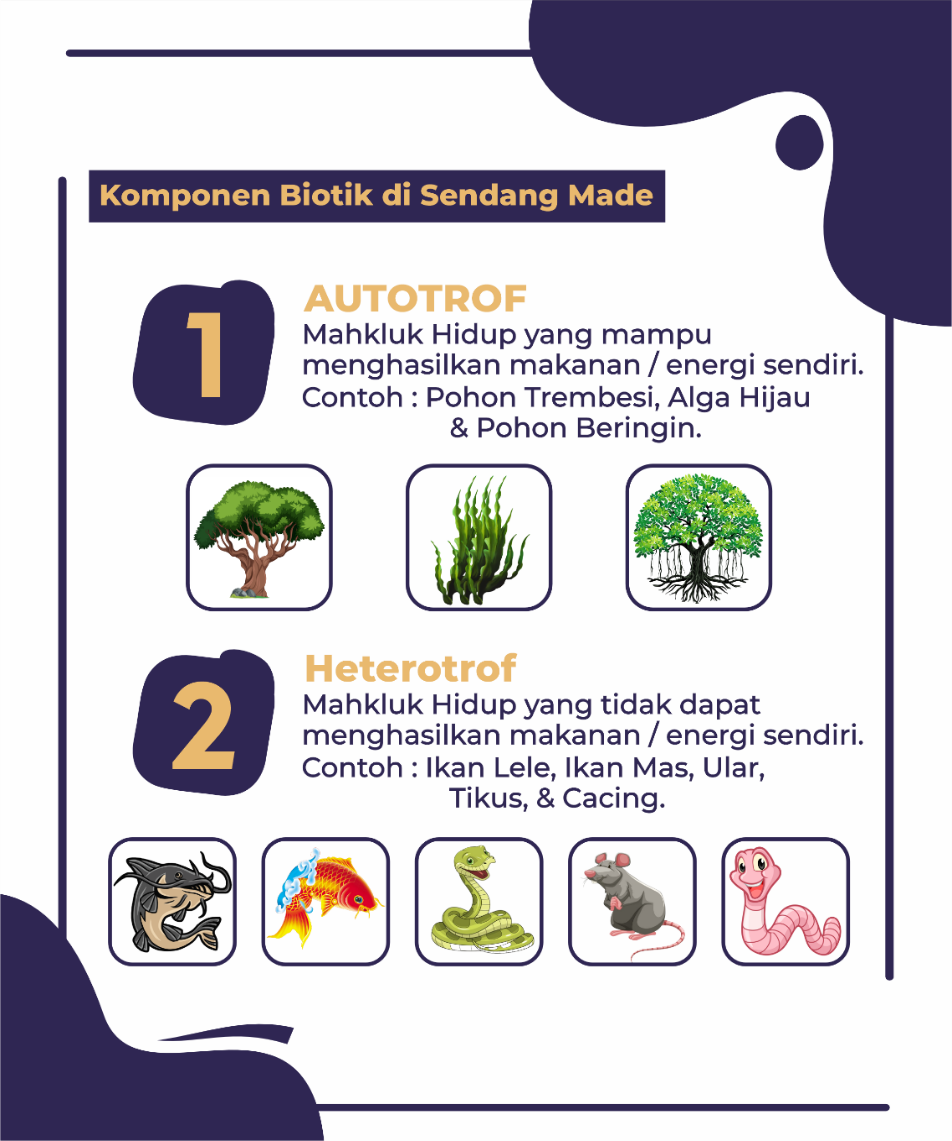 Komponen Biotik di Sendang Made
1
AUTOTROF
Mahkluk Hidup yang mampu
menghasilkan makanan / energi sendiri.
Contoh : Pohon Trembesi, Alga Hijau
& Pohon Beringin.
2
Heterotrof
Mahkluk Hidup yang tidak dapat
menghasilkan makanan / energi sendiri.
Contoh : Ikan Lele, Ikan Mas, Ular,
Tikus, & Cacing.